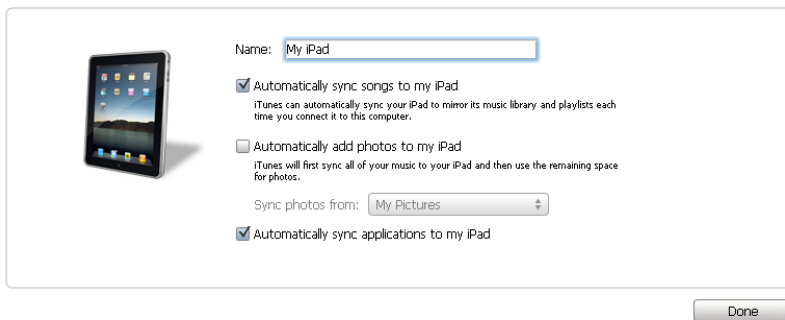 Name: My iPad
Automatically sync songs to my iPad
iTunes can automatically sync your iPad to mirror its music library and playlists each
time you connect it to this computer.
Automatically add photos to my iPad
iTunes will first sync all of your music to your iPad and then use the remaining space
for photos.
Sync photos from: My Pictures
Automatically sync applications to my iPad
Done